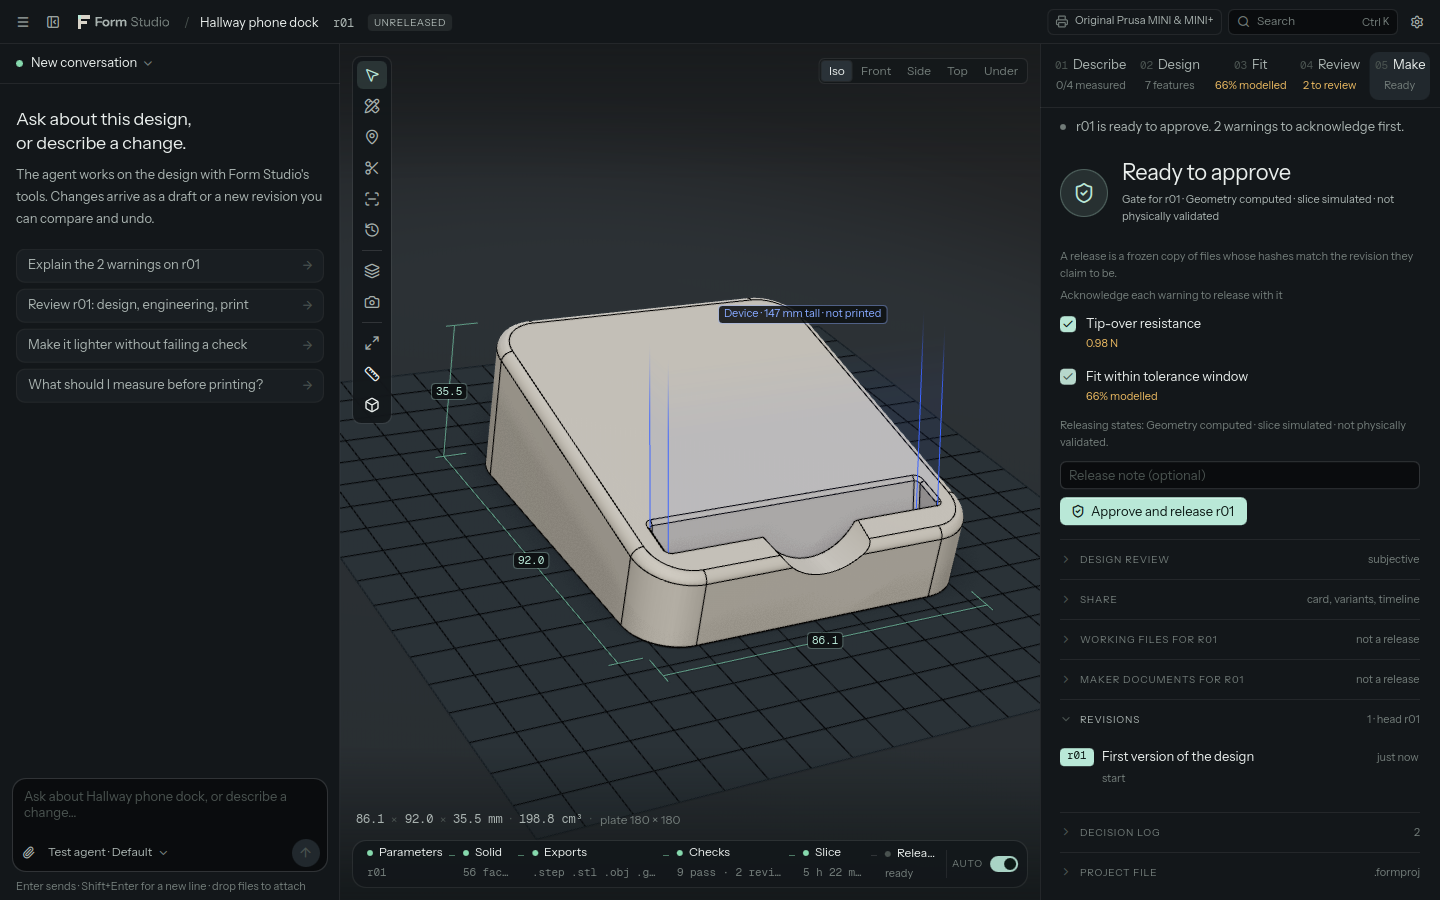 Form Studio / Hallway phone dock r01 UNRELEASED
Original Prusa MINI & MINI+
Search Ctrl K
New conversation
Ask about this design,
or describe a change.
The agent works on the design with Form Studio's
tools. Changes arrive as a draft or a new revision you
can compare and undo.
Explain the 2 warnings on r01
Review r01: design, engineering, print
Make it lighter without failing a check
What should I measure before printing?
Ask about Hallway phone dock, or describe a
change...
Test agent · Default
Enter sends · Shift+Enter for a new line · drop files to attach
Iso Front Side Top Under
Device · 147 mm tall · not printed
35.5
92.0
86.1
86.1 × 92.0 × 35.5 mm · 198.8 cm³ · plate 180 × 180
Parameters
r01
Solid
56 fac…
Exports
.step .stl .obj .g…
Checks
9 pass · 2 revi…
Slice
5 h 22 m…
Relea…
ready
AUTO
01 Describe
0/4 measured
02 Design
7 features
03 Fit
66% modelled
04 Review
2 to review
05 Make
Ready
r01 is ready to approve. 2 warnings to acknowledge first.
Ready to approve
Gate for r01 · Geometry computed · slice simulated · not
physically validated
A release is a frozen copy of files whose hashes match the revision they
claim to be.
Acknowledge each warning to release with it
Tip-over resistance
0.98 N
Fit within tolerance window
66% modelled
Releasing states: Geometry computed · slice simulated · not physically
validated.
Release note (optional)
Approve and release r01
DESIGN REVIEW subjective
SHARE card, variants, timeline
WORKING FILES FOR R01 not a release
MAKER DOCUMENTS FOR R01 not a release
REVISIONS 1 · head r01
r01 First version of the design just now
start
DECISION LOG 2
PROJECT FILE .formproj